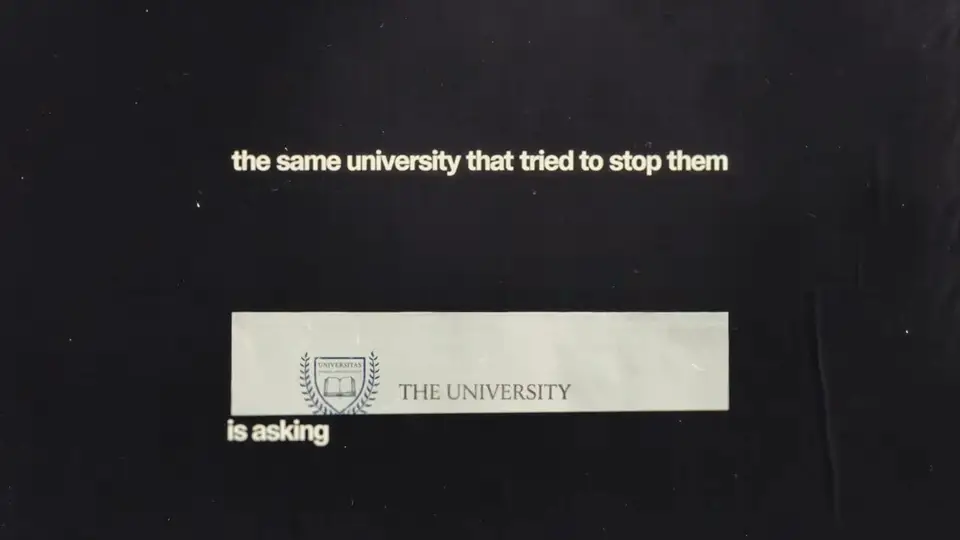 the same university that tried to stop them
UNIVERSITAS
THE UNIVERSITY
is asking